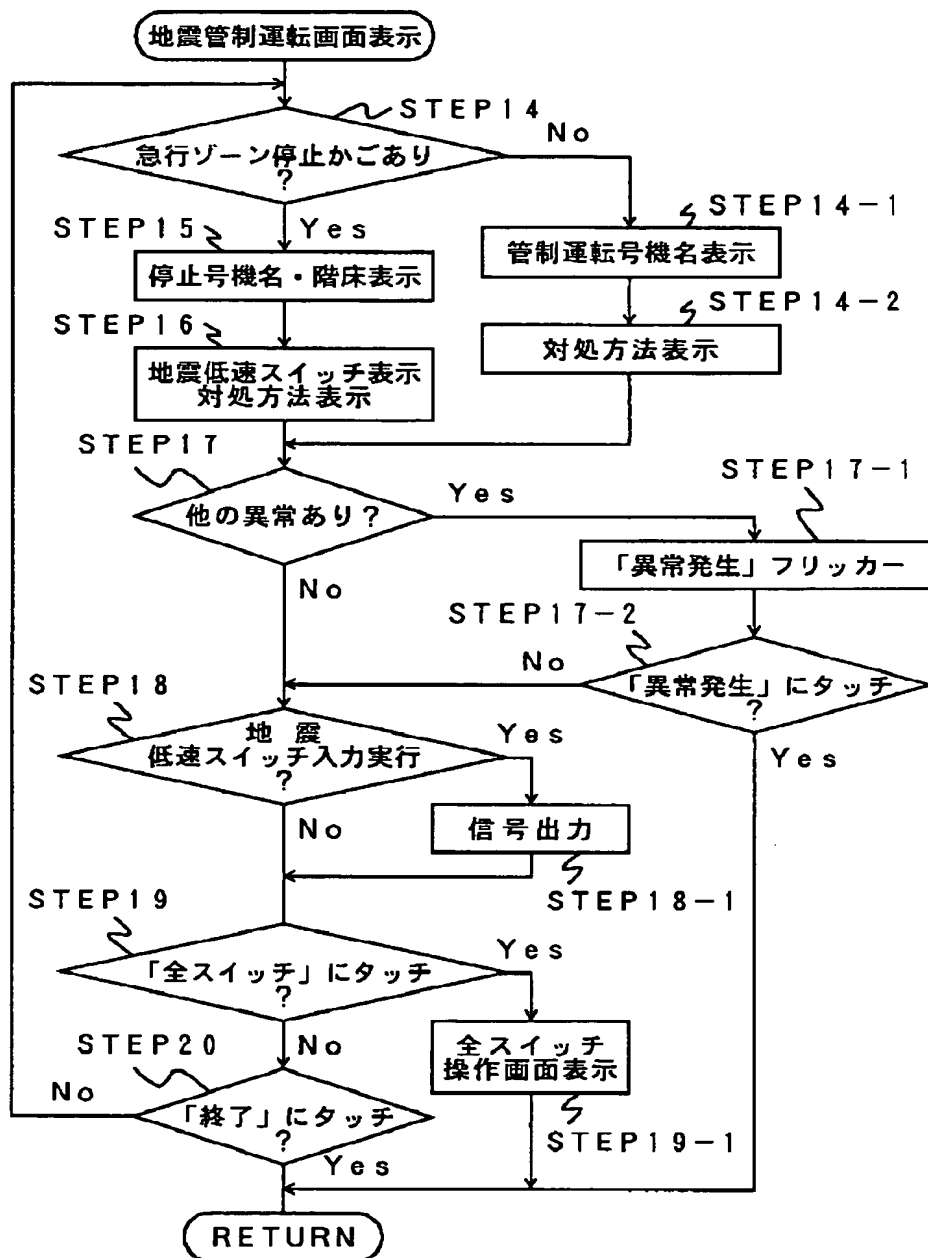 地震管制運転画面表示
STEP14
急行ゾーン停止かごあり
?
No
Yes
STEP14-1
管制運転号機名表示
STEP15
停止号機名・階床表示
STEP14-2
対処方法表示
STEP16
地震低速スイッチ表示
対処方法表示
STEP17
他の異常あり?
Yes
No
STEP17-1
「異常発生」フリッカー
STEP17-2
「異常発生」にタッチ
?
No
Yes
STEP18
地震
低速スイッチ入力実行
?
Yes
No
信号出力
STEP18-1
STEP19
「全スイッチ」にタッチ
?
Yes
No
全スイッチ
操作画面表示
STEP19-1
STEP20
「終了」にタッチ
?
No
Yes
RETURN